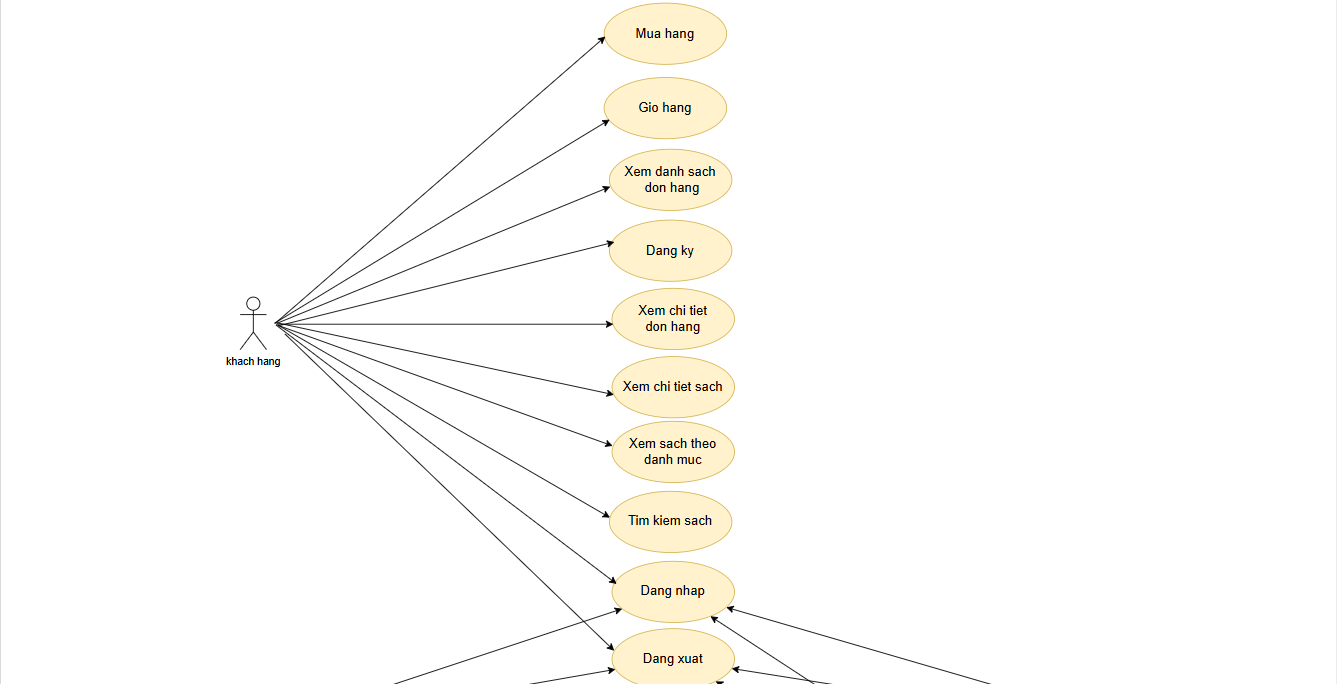 Mua hang
Gio hang
Xem danh sach
don hang
Dang ky
Xem chi tiet
don hang
khach hang
Xem chi tiet sach
Xem sach theo
danh muc
Tim kiem sach
Dang nhap
Dang xuat